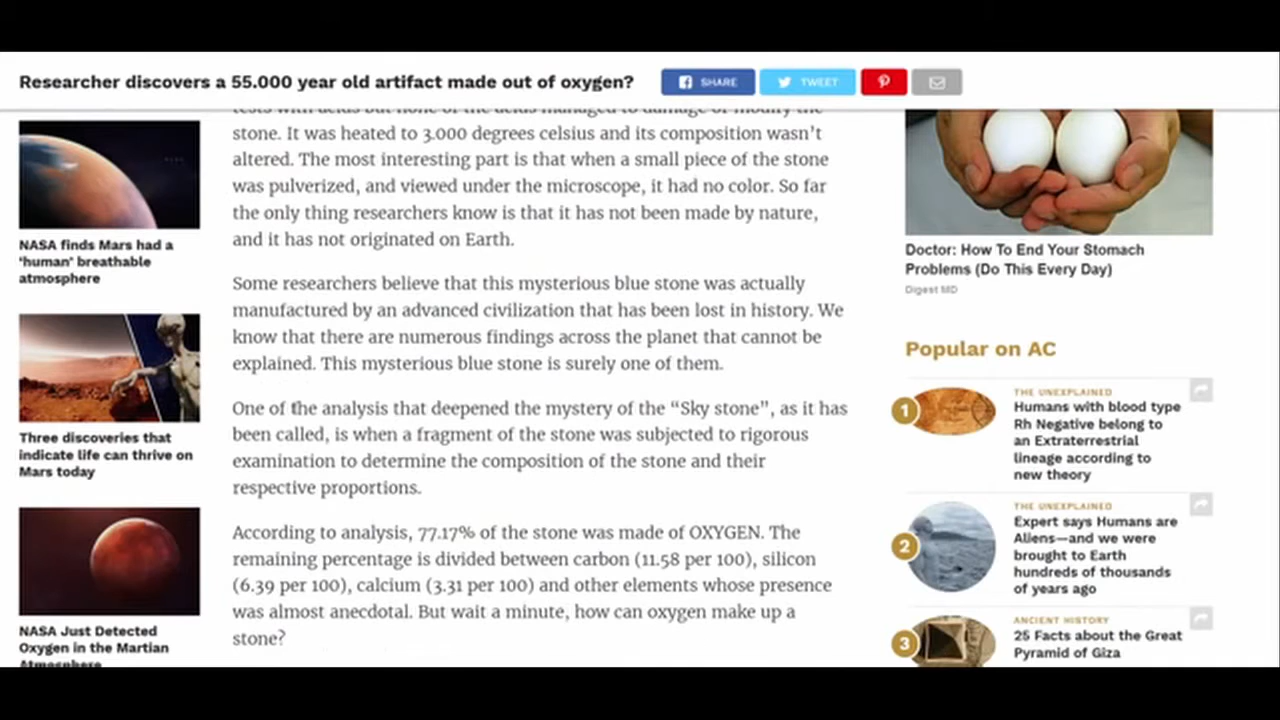 Researcher discovers a 55.000 year old artifact made out of oxygen?
SHARE
TWEET
tests with acids but none of the acids managed to damage or modify the
stone. It was heated to 3.000 degrees celsius and its composition wasn't
altered. The most interesting part is that when a small piece of the stone
was pulverized, and viewed under the microscope, it had no color. So far
the only thing researchers know is that it has not been made by nature,
and it has not originated on Earth.
Some researchers believe that this mysterious blue stone was actually
manufactured by an advanced civilization that has been lost in history. We
know that there are numerous findings across the planet that cannot be
explained. This mysterious blue stone is surely one of them.
One of the analysis that deepened the mystery of the “Sky stone”, as it has
been called, is when a fragment of the stone was subjected to rigorous
examination to determine the composition of the stone and their
respective proportions.
According to analysis, 77.17% of the stone was made of OXYGEN. The
remaining percentage is divided between carbon (11.58 per 100), silicon
(6.39 per 100), calcium (3.31 per 100) and other elements whose presence
was almost anecdotal. But wait a minute, how can oxygen make up a
stone?
NASA finds Mars had a
‘human’ breathable
atmosphere
Three discoveries that
indicate life can thrive on
Mars today
NASA Just Detected
Oxygen in the Martian
Atmosphere
Doctor: How To End Your Stomach
Problems (Do This Every Day)
Digest MD
Popular on AC
1
THE UNEXPLAINED
Humans with blood type
Rh Negative belong to
an Extraterrestrial
lineage according to
new theory
2
THE UNEXPLAINED
Expert says Humans are
Aliens—and we were
brought to Earth
hundreds of thousands
of years ago
3
ANCIENT HISTORY
25 Facts about the Great
Pyramid of Giza